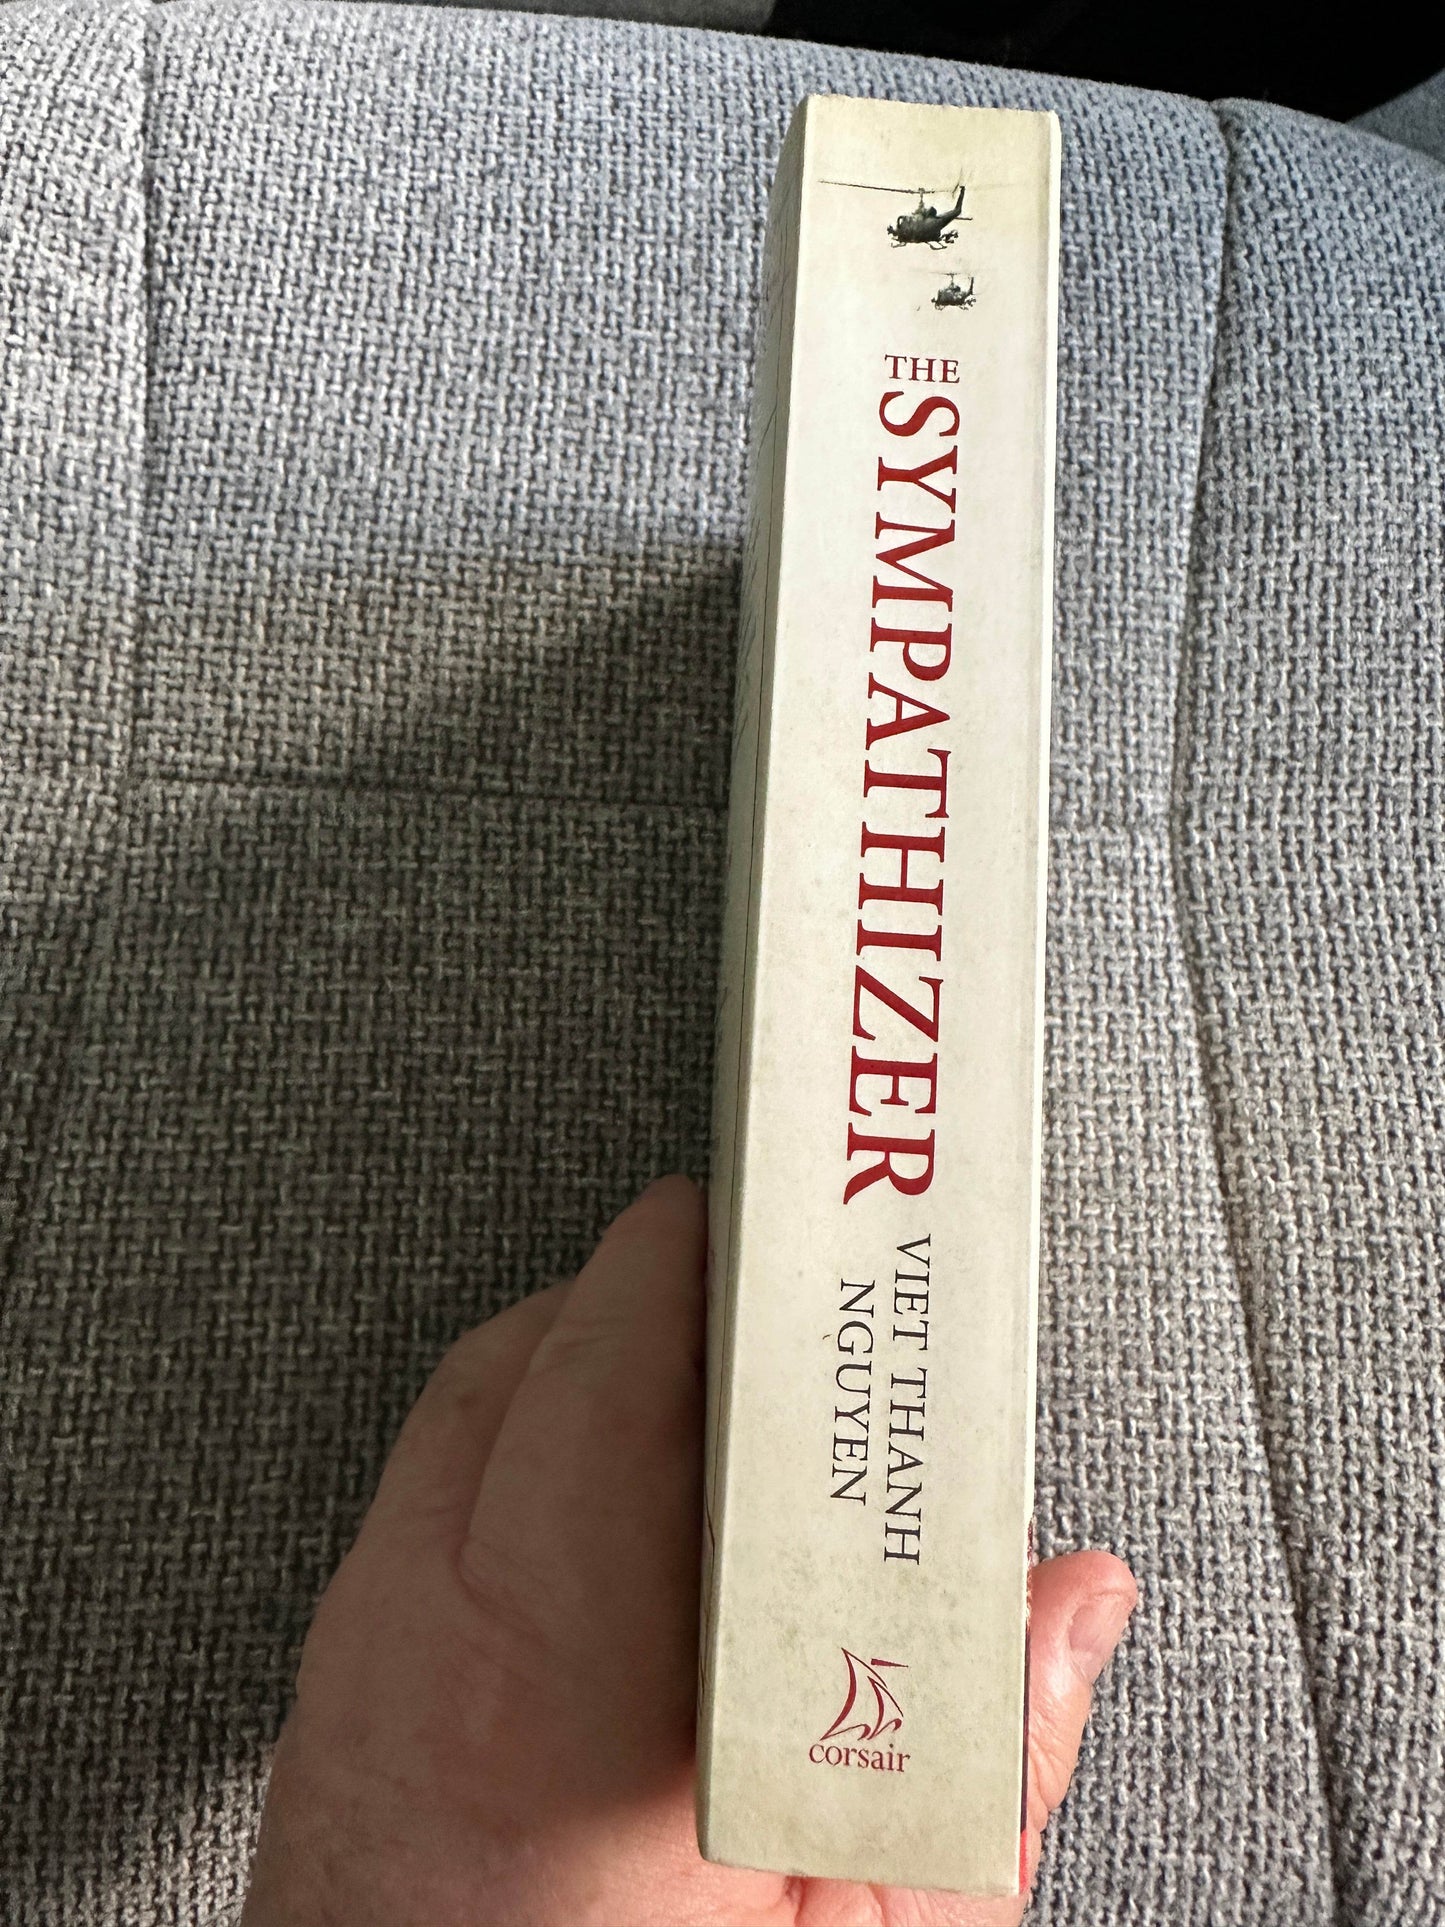 THE
SYMPATHIZER
VIET THANH
NGUYEN
corsair